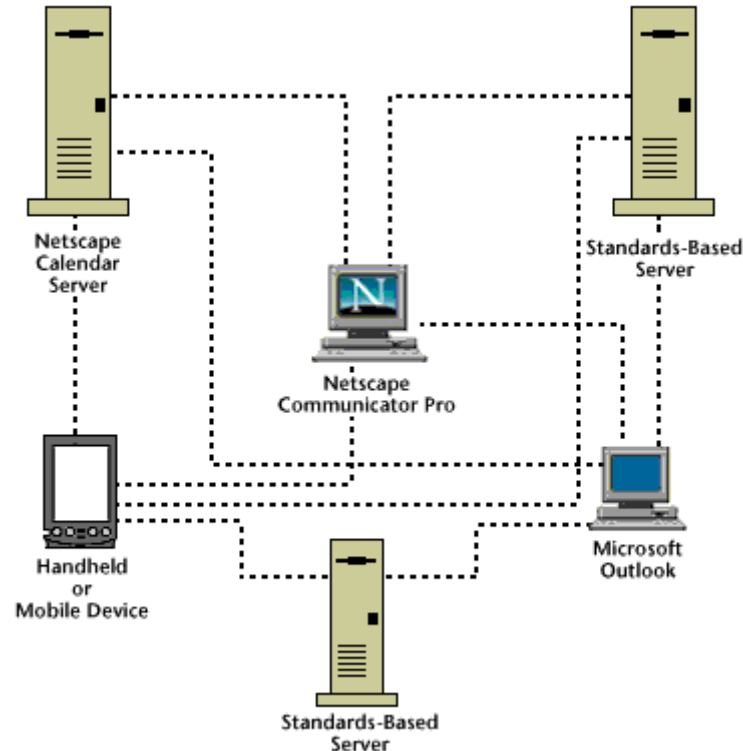 Netscape
Calendar
Server
Standards-Based
Server
N
Netscape
Communicator Pro
Handheld
or
Mobile Device
Microsoft
Outlook
Standards-Based
Server